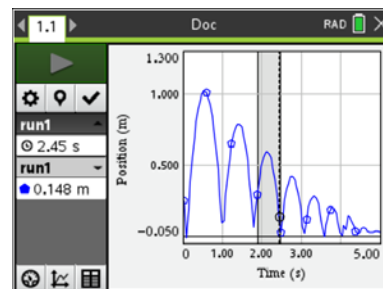 1.1 Doc RAD
run1
2.45 s
run1
0.148 m
1.300
1.000
0.500
-0.050
Position (m)
0 1.00 2.00 3.00 5.00
Time (s)